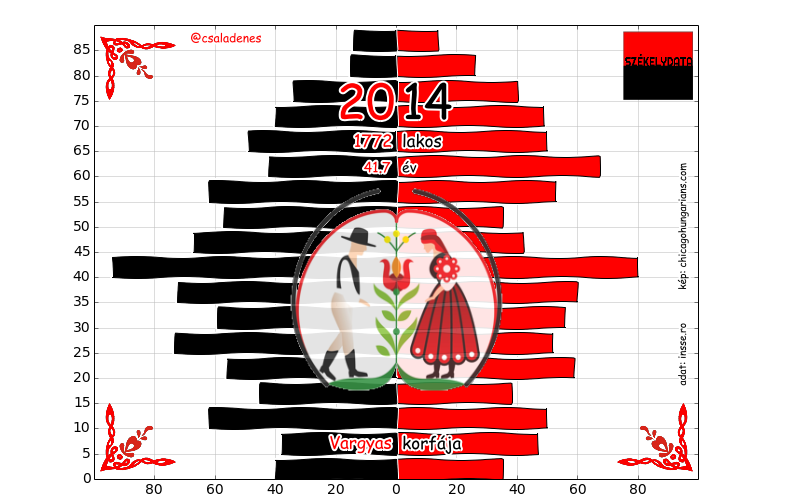 @csaladenes
SZÉKELYDATA
2014
1772 lakos
41.7 év
kép: chicagohungarians.com
adat: insse.ro
Vargyas korfája
85
80
75
70
65
60
55
50
45
40
35
30
25
20
15
10
5
0
80 60 40 20 0 20 40 60 80